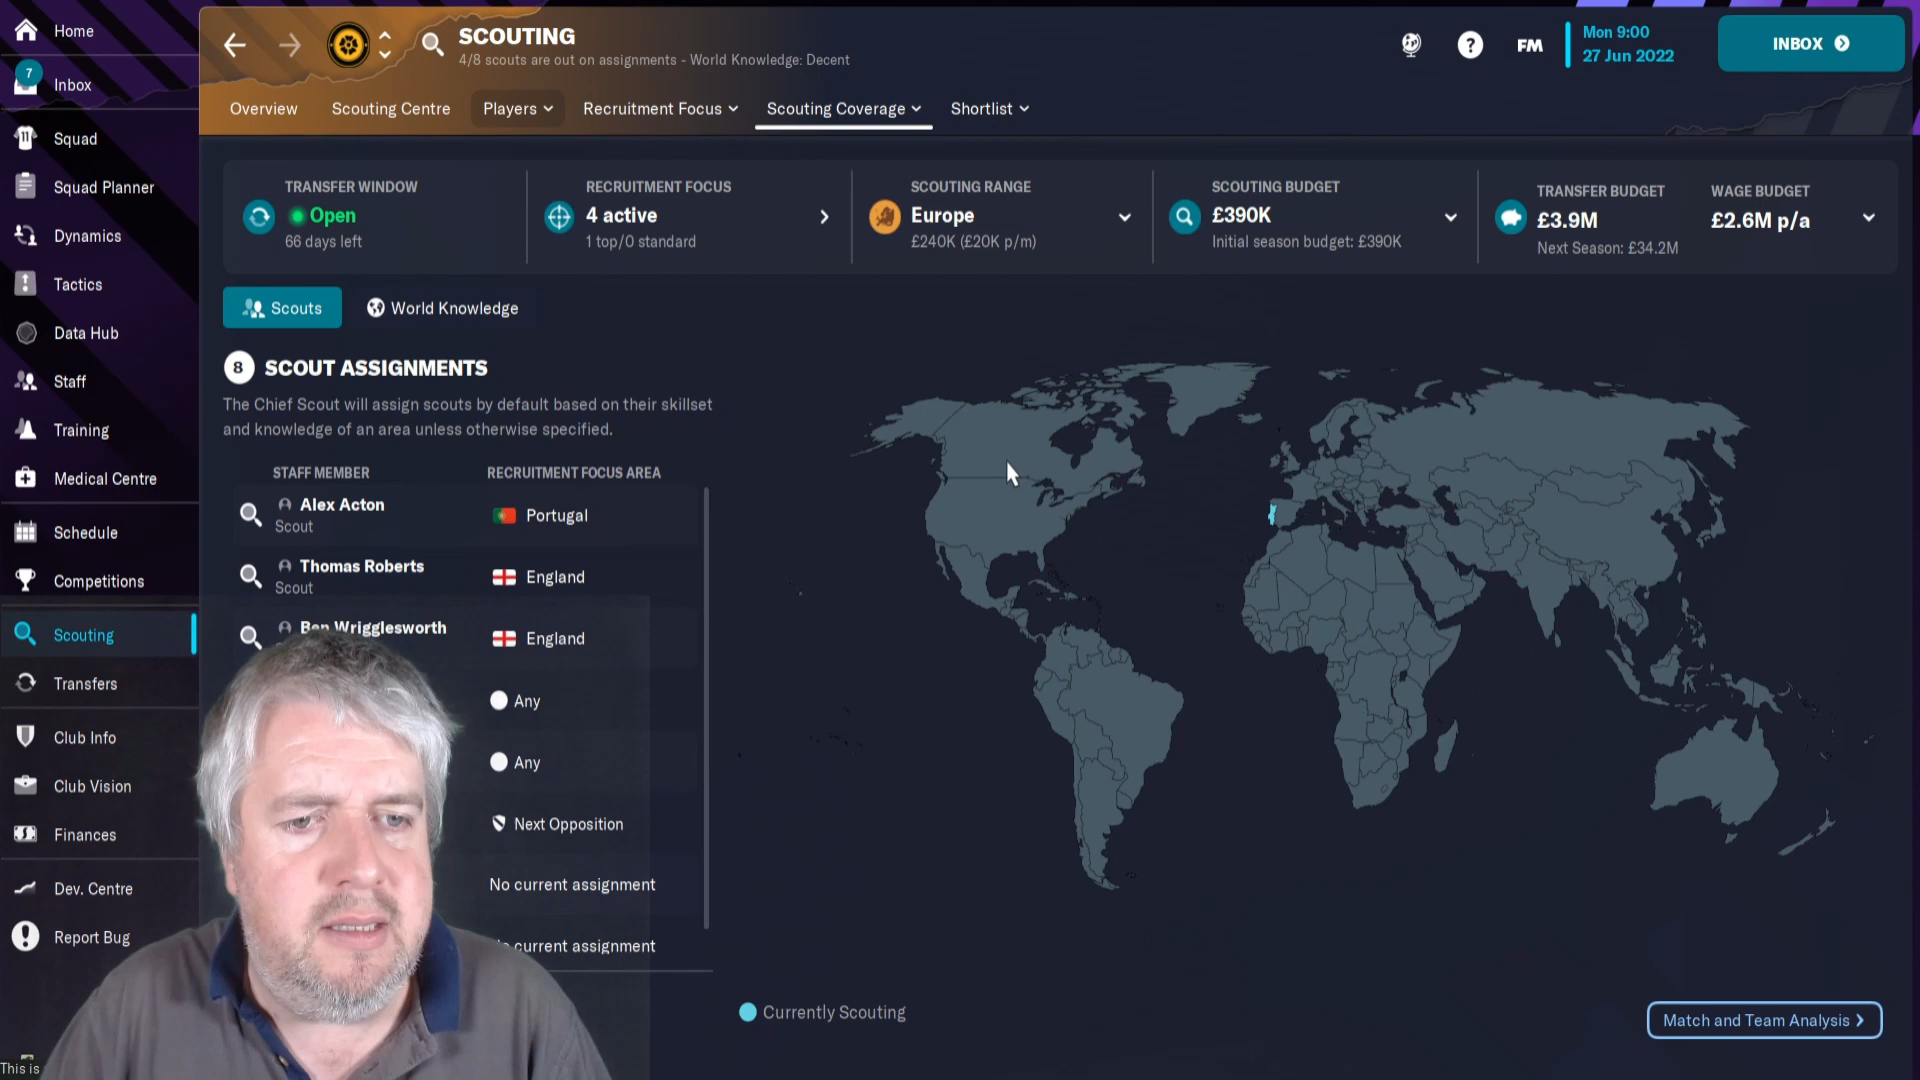 Home
7
Inbox
11
Squad
Squad Planner
Dynamics
Tactics
Data Hub
Staff
Training
Medical Centre
Schedule
Competitions
Scouting
Transfers
Club Info
Club Vision
Finances
Dev. Centre
Report Bug
This is
SCOUTING
4/8 scouts are out on assignments - World Knowledge: Decent
?
FM
Mon 9:00
27 Jun 2022
INBOX
Overview
Scouting Centre
Players
Recruitment Focus
Scouting Coverage
Shortlist
TRANSFER WINDOW
Open
66 days left
RECRUITMENT FOCUS
4 active
1 top/0 standard
SCOUTING RANGE
Europe
£240K (£20K p/m)
SCOUTING BUDGET
£390K
Initial season budget: £390K
TRANSFER BUDGET
£3.9M
Next Season: £34.2M
WAGE BUDGET
£2.6M p/a
Scouts
World Knowledge
8 SCOUT ASSIGNMENTS
The Chief Scout will assign scouts by default based on their skillset
and knowledge of an area unless otherwise specified.
STAFF MEMBER
RECRUITMENT FOCUS AREA
Alex Acton
Scout
Portugal
Thomas Roberts
Scout
England
Ben Wrigglesworth
England
Any
Any
Next Opposition
No current assignment
current assignment
Currently Scouting
Match and Team Analysis